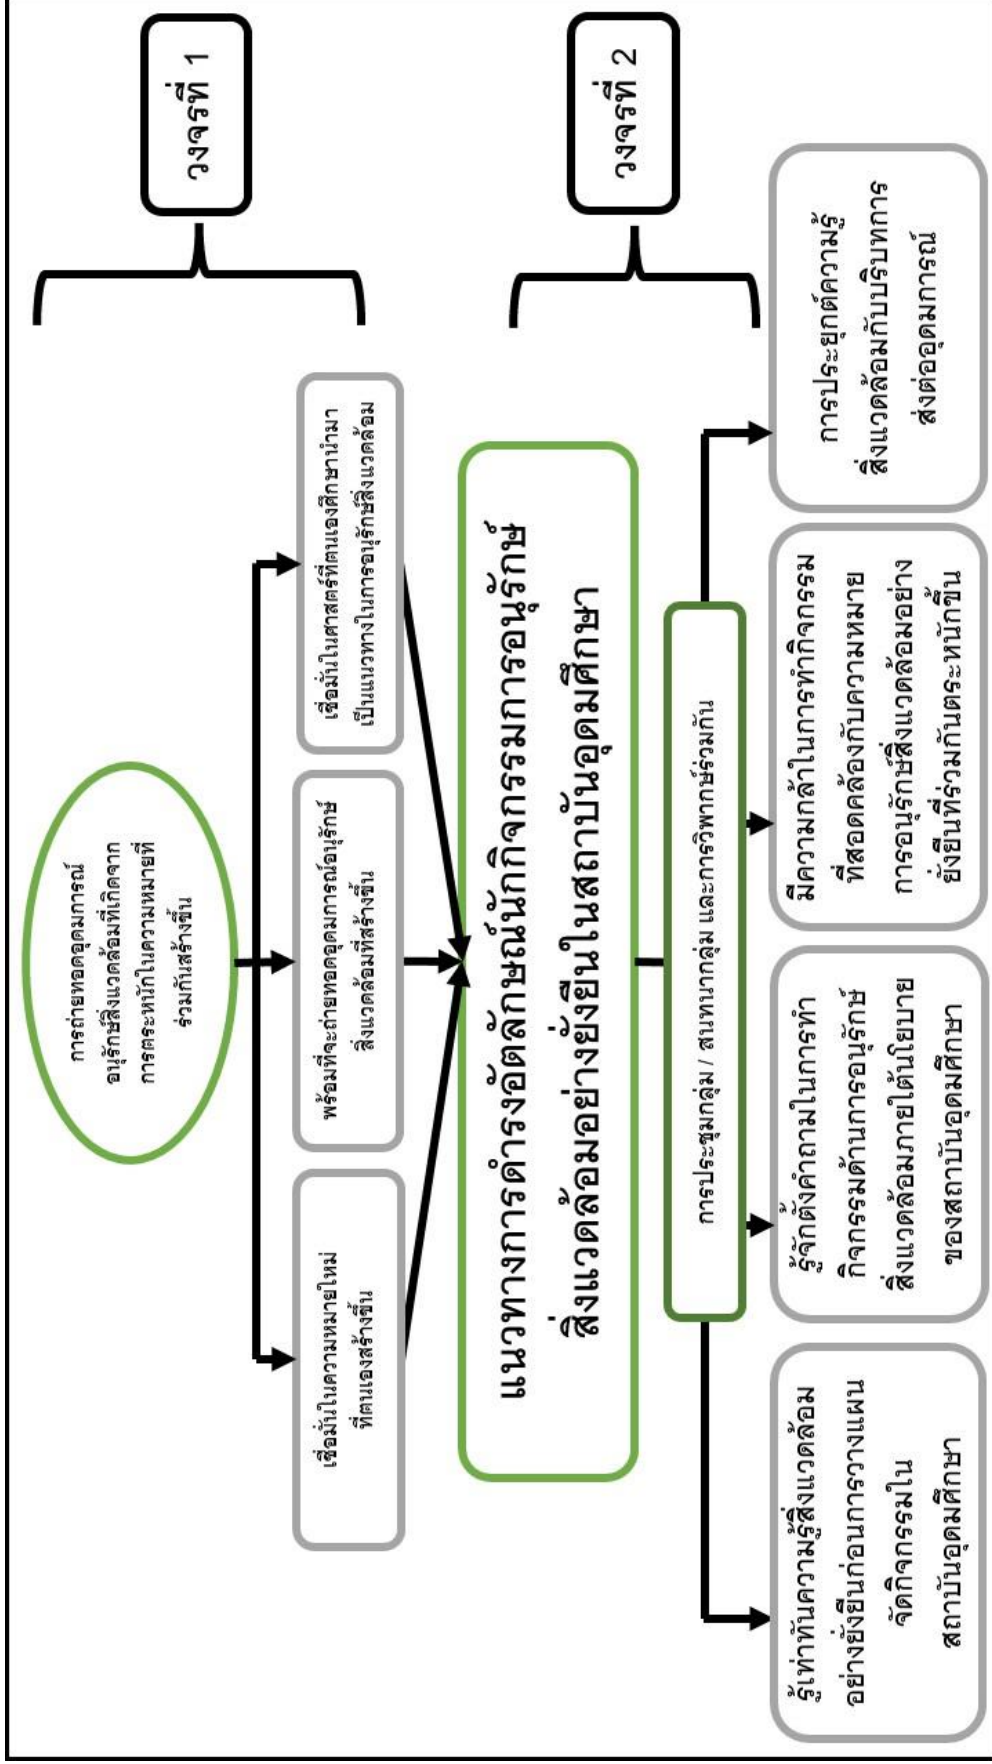 การถ่ายทอดอุดมการณ์
อนุรักษ์สิ่งแวดล้อมที่เกิดจาก
การตระหนักในความหมายที่
ร่วมกันสร้างขึ้น
วงจรที่ 1
เชื่อมั่นในความหมายใหม่
ที่ตนเองสร้างขึ้น
พร้อมที่จะถ่ายทอดอุดมการณ์อนุรักษ์
สิ่งแวดล้อมที่สร้างขึ้น
เชื่อมั่นในศาสตร์ที่ตนเองศึกษานำมา
เป็นแนวทางในการอนุรักษ์สิ่งแวดล้อม
แนวทางการดำรงอัตลักษณ์นักกิจกรรมการอนุรักษ์
สิ่งแวดล้อมอย่างยั่งยืนในสถาบันอุดมศึกษา
วงจรที่ 2
การประชุมกลุ่ม / สนทนากลุ่ม และการวิพากษ์ร่วมกัน
รู้เท่าทันความรู้สิ่งแวดล้อม
อย่างยั่งยืนก่อนการวางแผน
จัดกิจกรรมใน
สถาบันอุดมศึกษา
รู้จักตั้งคำถามในการทำ
กิจกรรมด้านการอนุรักษ์
สิ่งแวดล้อมภายใต้นโยบาย
ของสถาบันอุดมศึกษา
มีความกล้าในการทำกิจกรรม
ที่สอดคล้องกับความหมาย
การอนุรักษ์สิ่งแวดล้อมอย่าง
ยั่งยืนที่ร่วมกันตระหนักขึ้น
การประยุกต์ความรู้
สิ่งแวดล้อมกับบริบทการ
ส่งต่ออุดมการณ์